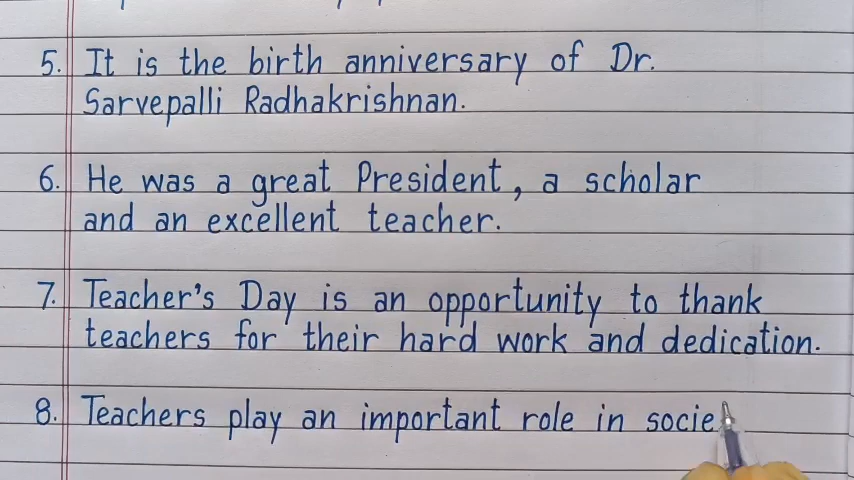 5. It is the birth anniversary of Dr.
Sarvepalli Radhakrishnan.
6. He was a great President, a scholar
and an excellent teacher.
7. Teacher's Day is an opportunity to thank
teachers for their hard work and dedication.
8. Teachers play an important role in socie